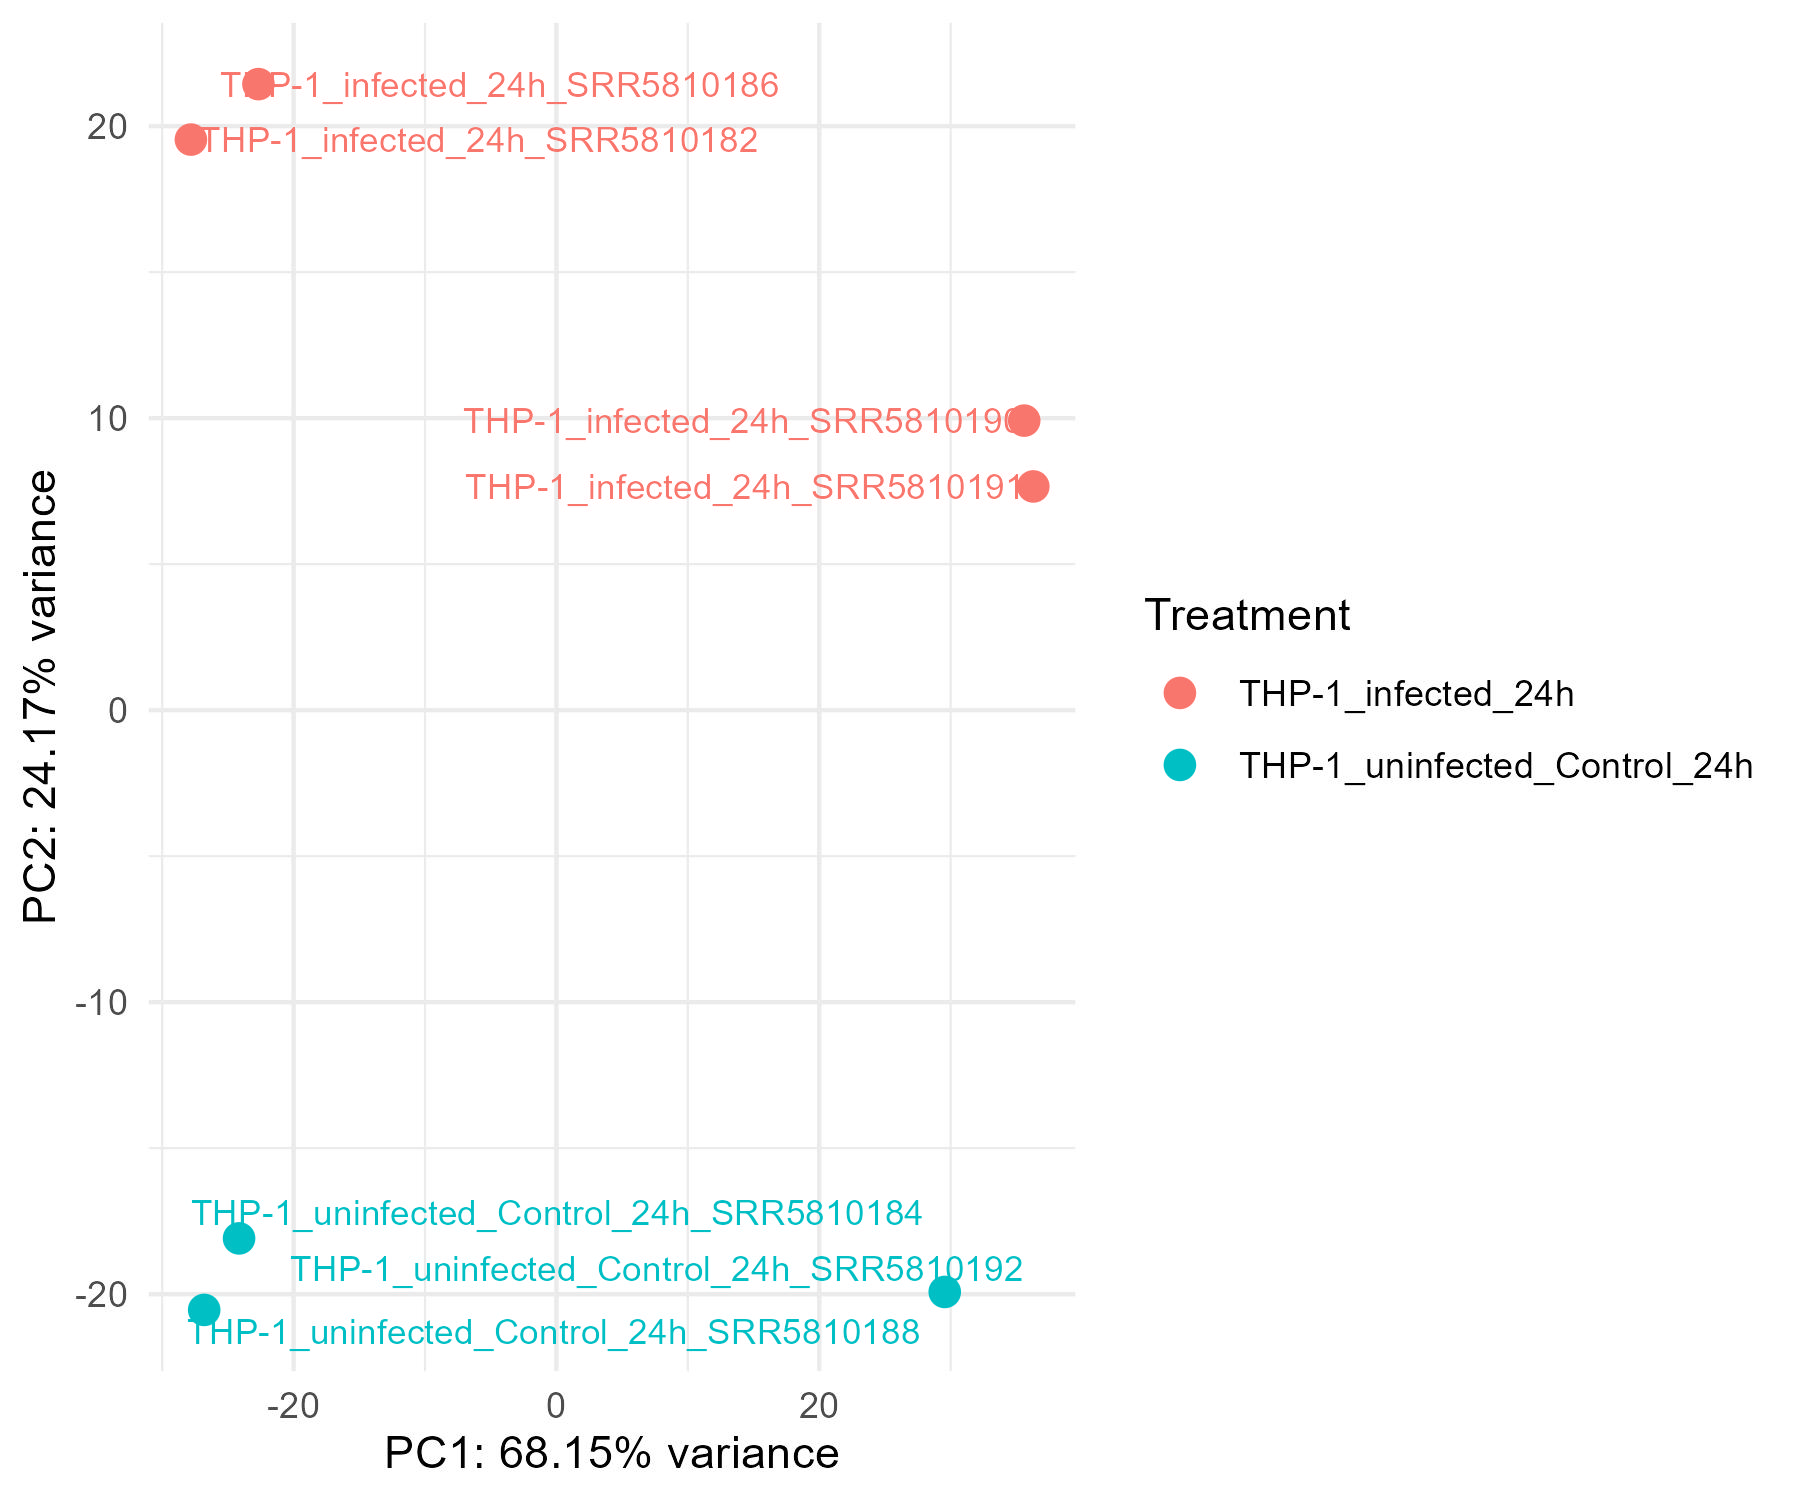 THP-1_infected_24h_SRR5810186
20
THP-1_infected_24h_SRR5810182
10
THP-1_infected_24h_SRR5810190
THP-1_infected_24h_SRR5810191
PC2: 24.17% variance
0
-10
THP-1_uninfected_Control_24h_SRR5810184
THP-1_uninfected_Control_24h_SRR5810192
-20
THP-1_uninfected_Control_24h_SRR5810188
-20 0 20
PC1: 68.15% variance
Treatment
THP-1_infected_24h
THP-1_uninfected_Control_24h